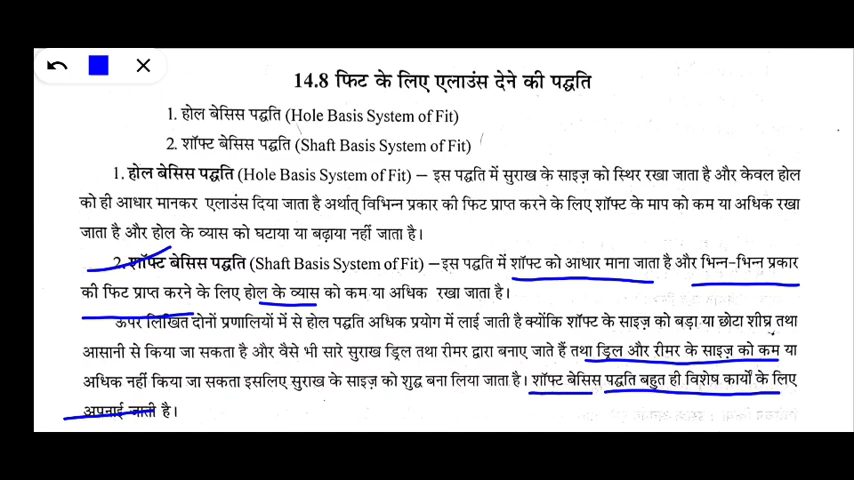 14.8 फिट के लिए एलाउंस देने की पद्धति
1. होल बेसिस पद्धति (Hole Basis System of Fit)
2. शॉफ्ट बेसिस पद्धति (Shaft Basis System of Fit)
1. होल बेसिस पद्धति (Hole Basis System of Fit) – इस पद्धति में सुराख के साइज़ को स्थिर रखा जाता है और केवल होल
को ही आधार मानकर एलाउंस दिया जाता है अर्थात् विभिन्न प्रकार की फिट प्राप्त करने के लिए शॉफ्ट के माप को कम या अधिक रखा
जाता है और होल के व्यास को घटाया या बढ़ाया नहीं जाता है।
2. शॉफ्ट बेसिस पद्धति (Shaft Basis System of Fit) –इस पद्धति में शॉफ्ट को आधार माना जाता है और भिन्न-भिन्न प्रकार
की फिट प्राप्त करने के लिए होल के व्यास को कम या अधिक रखा जाता है।
ऊपर लिखित दोनों प्रणालियों में से होल पद्धति अधिक प्रयोग में लाई जाती है क्योंकि शॉफ्ट के साइज़ को बड़ा या छोटा शीघ्र तथा
आसानी से किया जा सकता है और वैसे भी सारे सुराख ड्रिल तथा रीमर द्वारा बनाए जाते हैं तथा ड्रिल और रीमर के साइज़ को कम या
अधिक नहीं किया जा सकता इसलिए सुराख के साइज़ को शुद्ध बना लिया जाता है। शॉफ्ट बेसिस पद्धति बहुत ही विशेष कार्यों के लिए
अपनाई जाती है।